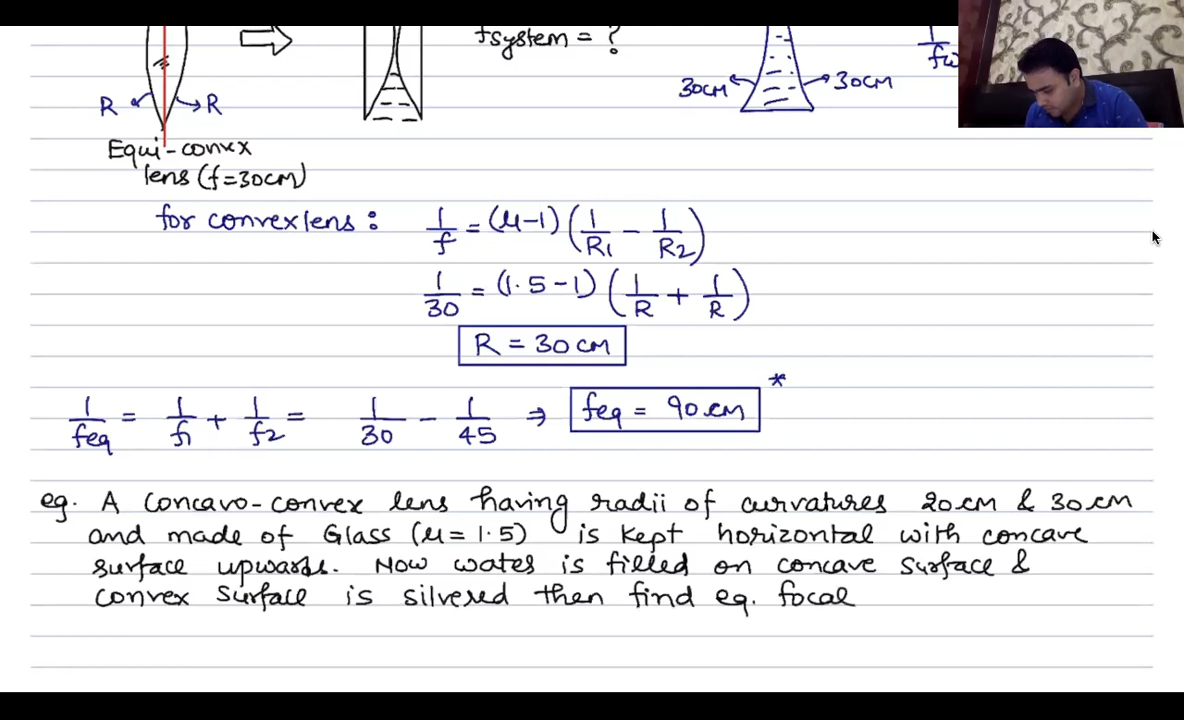 fsystem = ?
1/fw
30cm 30cm
R R
Equi-convex
lens (f=30cm)
for convex lens : 1/f = (μ-1) (1/R1 - 1/R2)
1/30 = (1.5-1) (1/R + 1/R)
R = 30 cm
1/feq = 1/f1 + 1/f2 = 1/30 - 1/45 ⇒ feq = 90 cm *
eg. A concavo-convex lens having radii of curvatures 20cm & 30cm
and made of Glass (μ=1.5) is kept horizontal with concave
surface upwards. Now water is filled on concave surface &
convex surface is silvered then find eq. focal